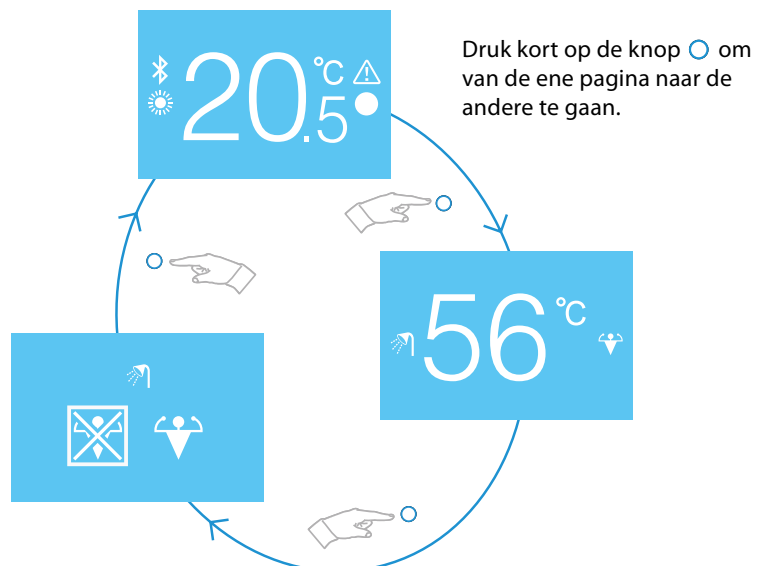 20.5 °C
Druk kort op de knop om
van de ene pagina naar de
andere te gaan.
56 °C